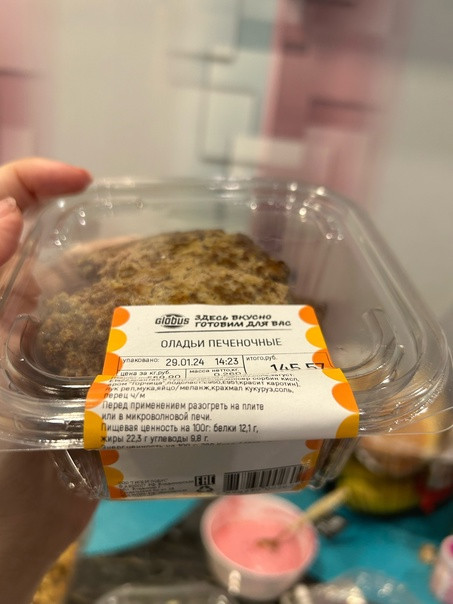 Globus ЗДЕСЬ ВКУСНО
ГОТОВИМ ДЛЯ ВАС
ОЛАДЬИ ПЕЧЕНОЧНЫЕ
упаковано: 29.01.24 14:23 итого,руб.
цена за кг,руб. масса нетто,кг 145,57
лук реп,мука,яйцо/меланж,крахмал кукуруз,соль,
перец ч/м
Перед применением разогреть на плите
или в микроволновой печи.
Пищевая ценность на 100г: белки 12,1 г,
жиры 22,3 г углеводы 9,8 г.
EAC